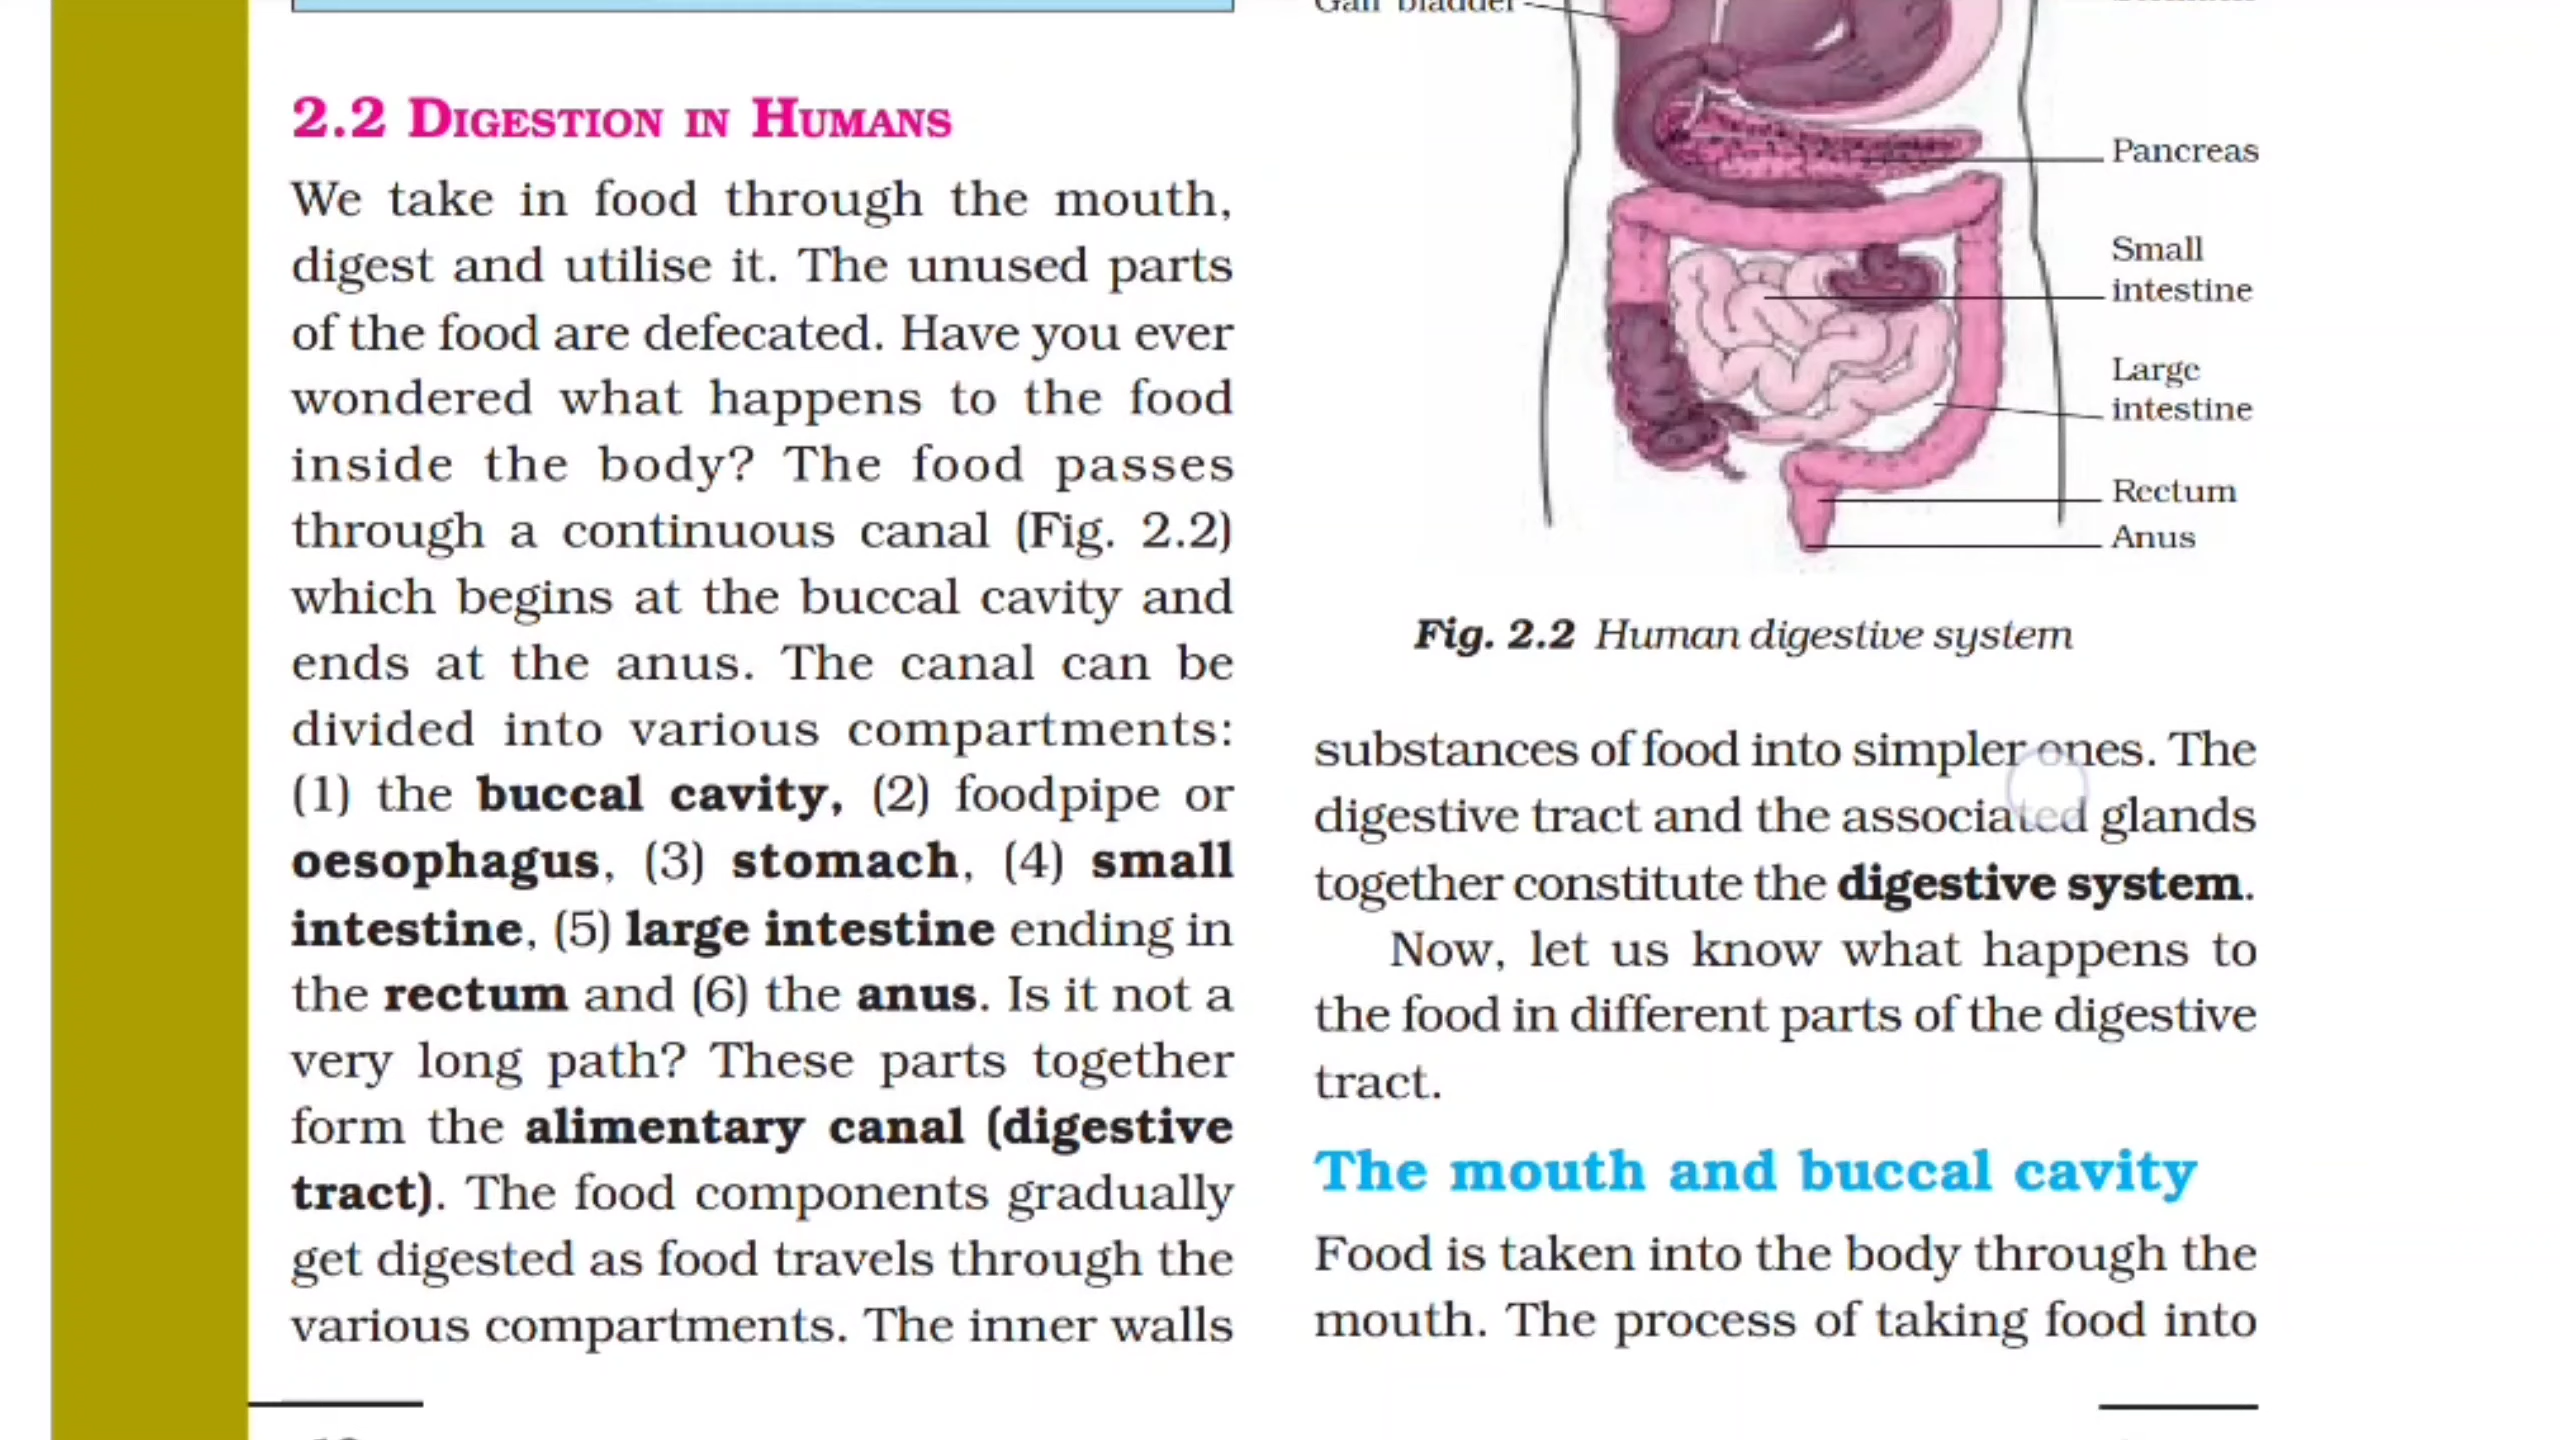 2.2 DIGESTION IN HUMANS
We take in food through the mouth,
digest and utilise it. The unused parts
of the food are defecated. Have you ever
wondered what happens to the food
inside the body? The food passes
through a continuous canal (Fig. 2.2)
which begins at the buccal cavity and
ends at the anus. The canal can be
divided into various compartments:
(1) the buccal cavity, (2) foodpipe or
oesophagus, (3) stomach, (4) small
intestine, (5) large intestine ending in
the rectum and (6) the anus. Is it not a
very long path? These parts together
form the alimentary canal (digestive
tract). The food components gradually
get digested as food travels through the
various compartments. The inner walls
Gall bladder
Pancreas
Small
intestine
Large
intestine
Rectum
Anus
Fig. 2.2 Human digestive system
substances of food into simpler ones. The
digestive tract and the associated glands
together constitute the digestive system.
Now, let us know what happens to
the food in different parts of the digestive
tract.
The mouth and buccal cavity
Food is taken into the body through the
mouth. The process of taking food into